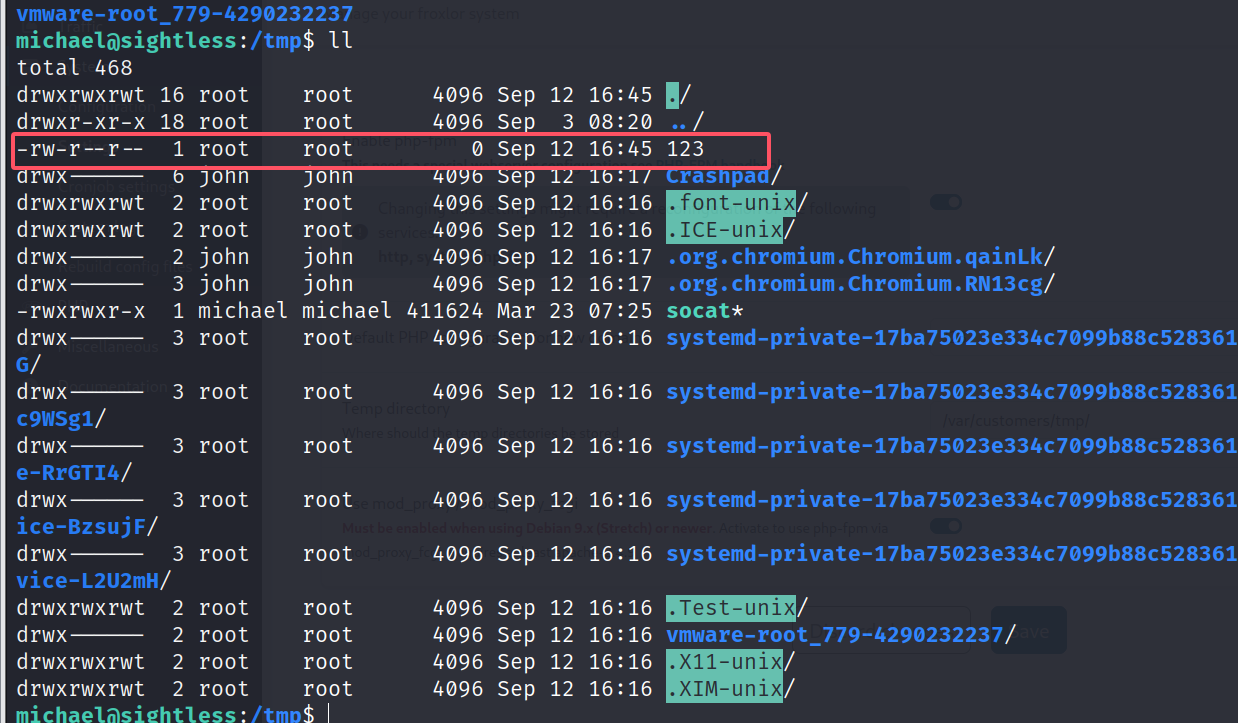 vmware-root_779-4290232237
michael@sightless:/tmp$ ll
total 468
drwxrwxrwt 16 root    root      4096 Sep 12 16:45 ./
drwxr-xr-x 18 root    root      4096 Sep  3 08:20 ../
-rw-r--r--  1 root    root         0 Sep 12 16:45 123
drwx------  6 john    john      4096 Sep 12 16:17 Crashpad/
drwxrwxrwt  2 root    root      4096 Sep 12 16:16 .font-unix/
drwxrwxrwt  2 root    root      4096 Sep 12 16:16 .ICE-unix/
drwx------  2 john    john      4096 Sep 12 16:17 .org.chromium.Chromium.qainLk/
drwx------  3 john    john      4096 Sep 12 16:17 .org.chromium.Chromium.RN13cg/
-rwxrwxr-x  1 michael michael 411624 Mar 23 07:25 socat*
drwx------  3 root    root      4096 Sep 12 16:16 systemd-private-17ba75023e334c7099b88c528361
G/
drwx------  3 root    root      4096 Sep 12 16:16 systemd-private-17ba75023e334c7099b88c528361
c9WSg1/
drwx------  3 root    root      4096 Sep 12 16:16 systemd-private-17ba75023e334c7099b88c528361
e-RrGTI4/
drwx------  3 root    root      4096 Sep 12 16:16 systemd-private-17ba75023e334c7099b88c528361
ice-BzsujF/
drwx------  3 root    root      4096 Sep 12 16:16 systemd-private-17ba75023e334c7099b88c528361
vice-L2U2mH/
drwxrwxrwt  2 root    root      4096 Sep 12 16:16 .Test-unix/
drwx------  2 root    root      4096 Sep 12 16:16 vmware-root_779-4290232237/
drwxrwxrwt  2 root    root      4096 Sep 12 16:16 .X11-unix/
drwxrwxrwt  2 root    root      4096 Sep 12 16:16 .XIM-unix/
michael@sightless:/tmp$